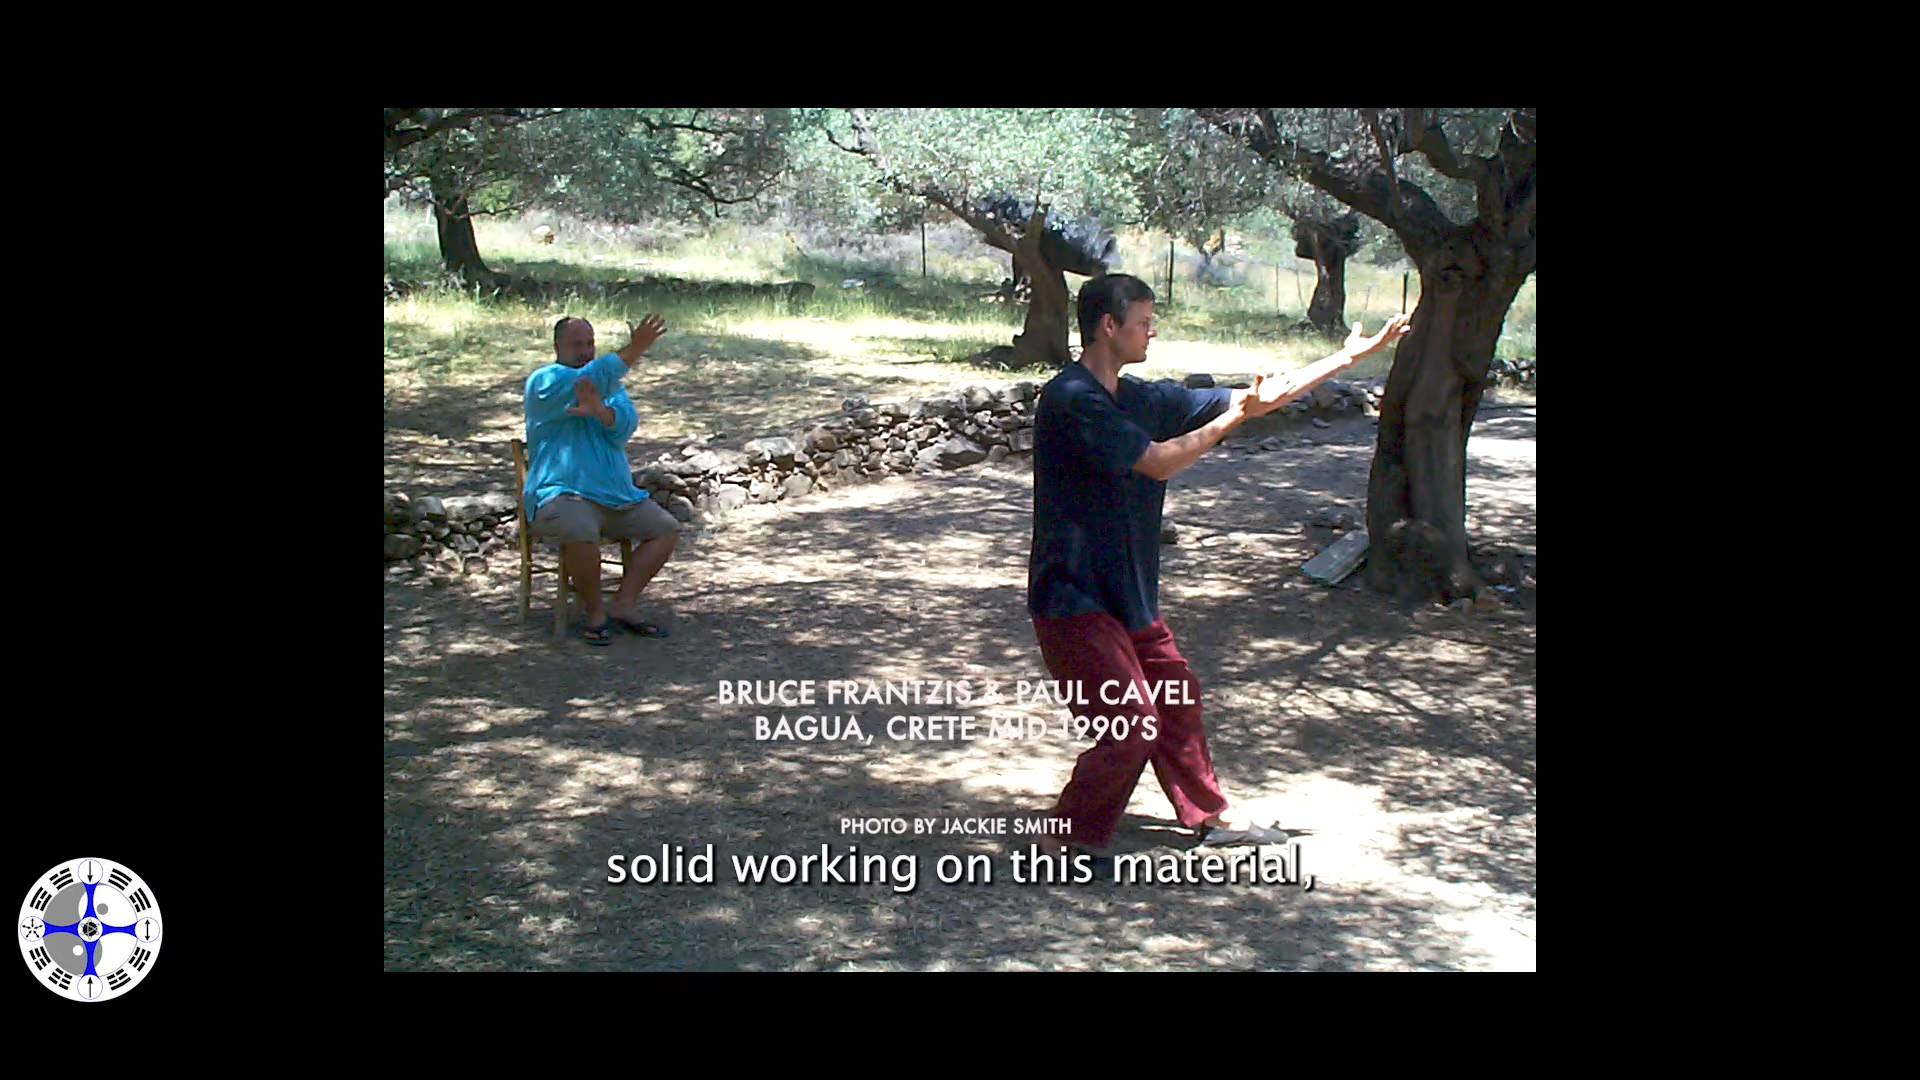 BRUCE FRANTZIS & PAUL CAVEL
BAGUA, CRETE MID 1990'S
PHOTO BY JACKIE SMITH
solid working on this material,